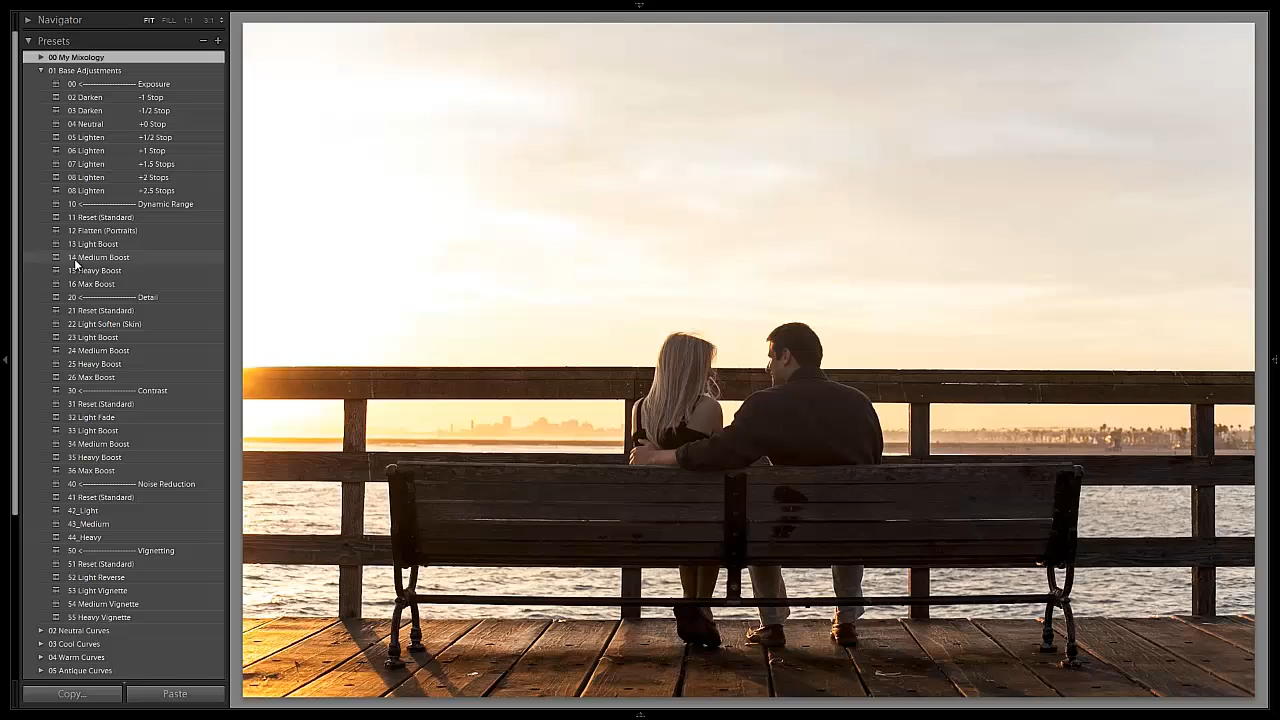 Navigator FIT FILL 1:1 3:1
Presets
00 My Mixology
01 Base Adjustments
00 <-------------------- Exposure
02 Darken -1 Stop
03 Darken -1/2 Stop
04 Neutral +0 Stop
05 Lighten +1/2 Stop
06 Lighten +1 Stop
07 Lighten +1.5 Stops
08 Lighten +2 Stops
08 Lighten +2.5 Stops
10 <-------------------- Dynamic Range
11 Reset (Standard)
12 Flatten (Portraits)
13 Light Boost
14 Medium Boost
15 Heavy Boost
16 Max Boost
20 <-------------------- Detail
21 Reset (Standard)
22 Light Soften (Skin)
23 Light Boost
24 Medium Boost
25 Heavy Boost
26 Max Boost
30 <-------------------- Contrast
31 Reset (Standard)
32 Light Fade
33 Light Boost
34 Medium Boost
35 Heavy Boost
36 Max Boost
40 <-------------------- Noise Reduction
41 Reset (Standard)
42_Light
43_Medium
44_Heavy
50 <-------------------- Vignetting
51 Reset (Standard)
52 Light Reverse
53 Light Vignette
54 Medium Vignette
55 Heavy Vignette
02 Neutral Curves
03 Cool Curves
04 Warm Curves
05 Antique Curves
Copy... Paste